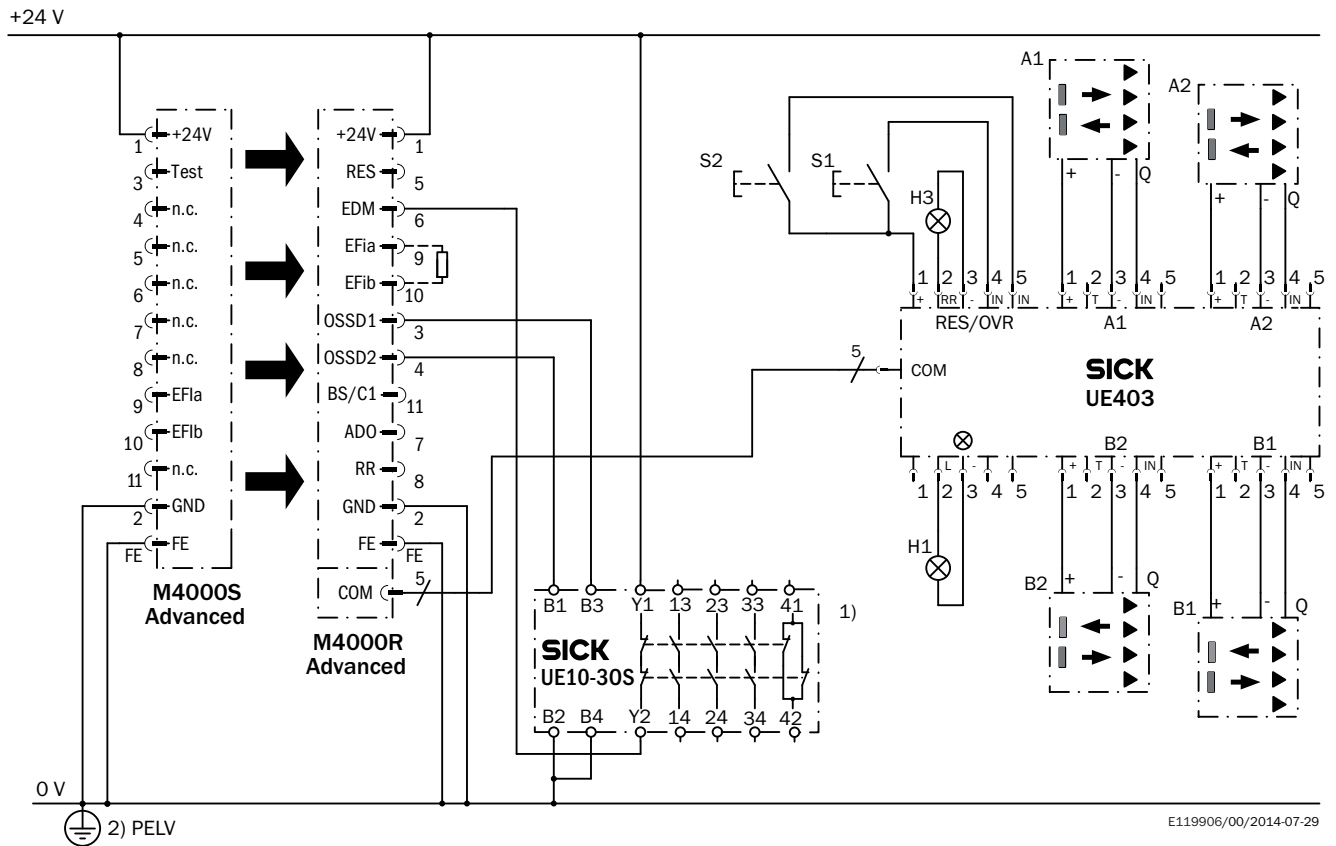 +24 V
A1
A2
+24V
1
Test
3
n.c.
4
n.c.
5
n.c.
6
n.c.
7
n.c.
8
EFIa
9
EFIb
10
n.c.
11
GND
2
FE
FE
M4000S
Advanced
+24V
1
RES
5
EDM
6
EFia
9
EFib
10
OSSD1
3
OSSD2
4
BS/C1
11
ADO
7
RR
8
GND
2
FE
FE
COM
5
M4000R
Advanced
S2
S1
H3
+ - Q
+ - Q
1 2 3 4 5
+ RR - IN IN
RES/OVR
1 2 3 4 5
+ T - IN
A1
1 2 3 4 5
+ T - IN
A2
5
COM
SICK
UE403
B2
B1
L -
1 2 3 4 5
+ T - IN
1 2 3 4 5
+ T - IN
1 2 3 4 5
H1
B2
+ - Q
B1
+ - Q
B1 B3 Y1 13 23 33 41
1)
SICK
UE10-30S
B2 B4 Y2 14 24 34 42
0 V
2) PELV
E119906/00/2014-07-29